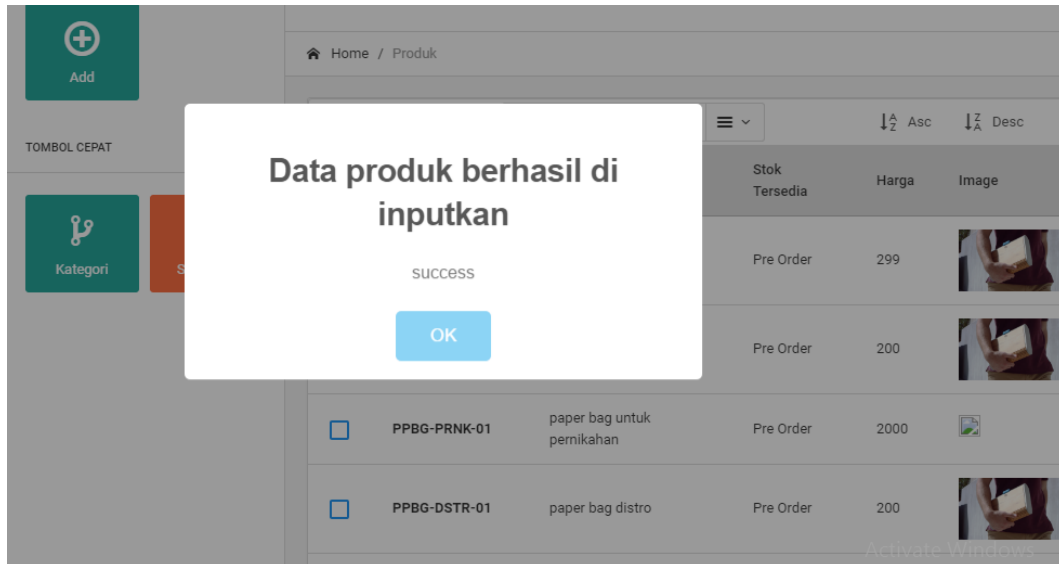 Add
Home / Produk
Asc Desc
TOMBOL CEPAT
Data produk berhasil di
inputkan
success
OK
Stok
Tersedia
Harga
Image
Kategori
S
Pre Order
299
Pre Order
200
PPBG-PRNK-01
paper bag untuk
pernikahan
Pre Order
2000
PPBG-DSTR-01
paper bag distro
Pre Order
200
Activate Windows